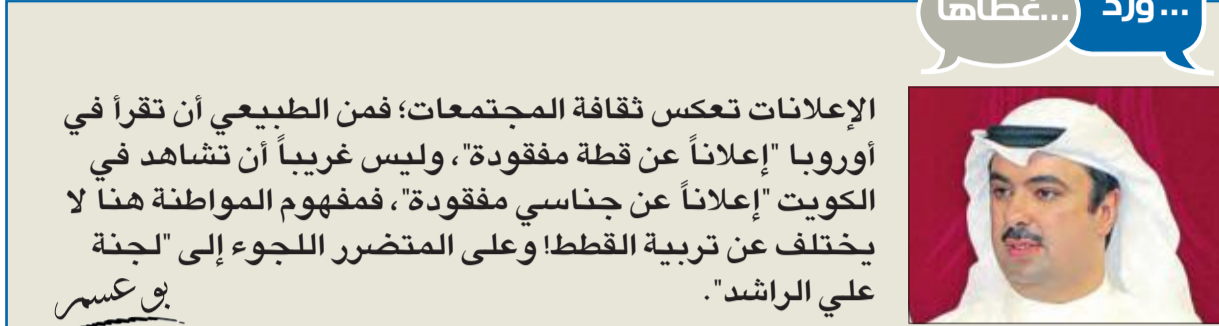 ... ورد
...غطاها
الإعلانات تعكس ثقافة المجتمعات؛ فمن الطبيعي أن تقرأ في
أوروبا "إعلاناً عن قطة مفقودة"، وليس غريباً أن تشاهد في
الكويت "إعلاناً عن جناسي مفقودة"، فمفهوم المواطنة هنا لا
يختلف عن تربية القطط! وعلى المتضرر اللجوء إلى "لجنة
علي الراشد".
بو عسم